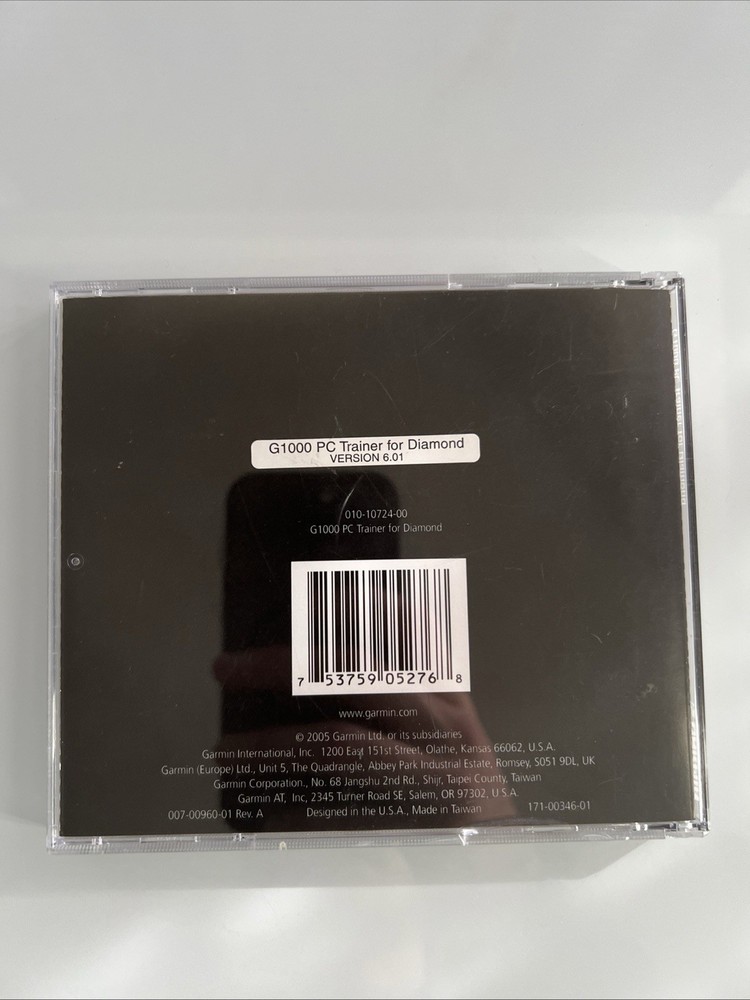 G1000 PC Trainer for Diamond
VERSION 6.01
010-10724-00
G1000 PC Trainer for Diamond
7 53759 05276 8
www.garmin.com
© 2005 Garmin Ltd. or its subsidiaries
Garmin International, Inc. 1200 East 151st Street, Olathe, Kansas 66062, U.S.A.
Garmin (Europe) Ltd., Unit 5, The Quadrangle, Abbey Park Industrial Estate, Romsey, SO51 9DL, UK
Garmin Corporation., No. 68 Jangshu 2nd Rd., Shijr, Taipei County, Taiwan
Garmin AT, Inc, 2345 Turner Road SE, Salem, OR 97302, U.S.A.
007-00960-01 Rev. A Designed in the U.S.A., Made in Taiwan 171-00346-01